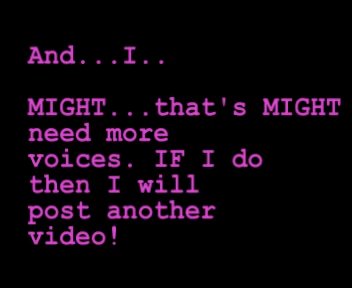 And...I..
MIGHT...that's MIGHT
need more
voices. IF I do
then I will
post another
video!